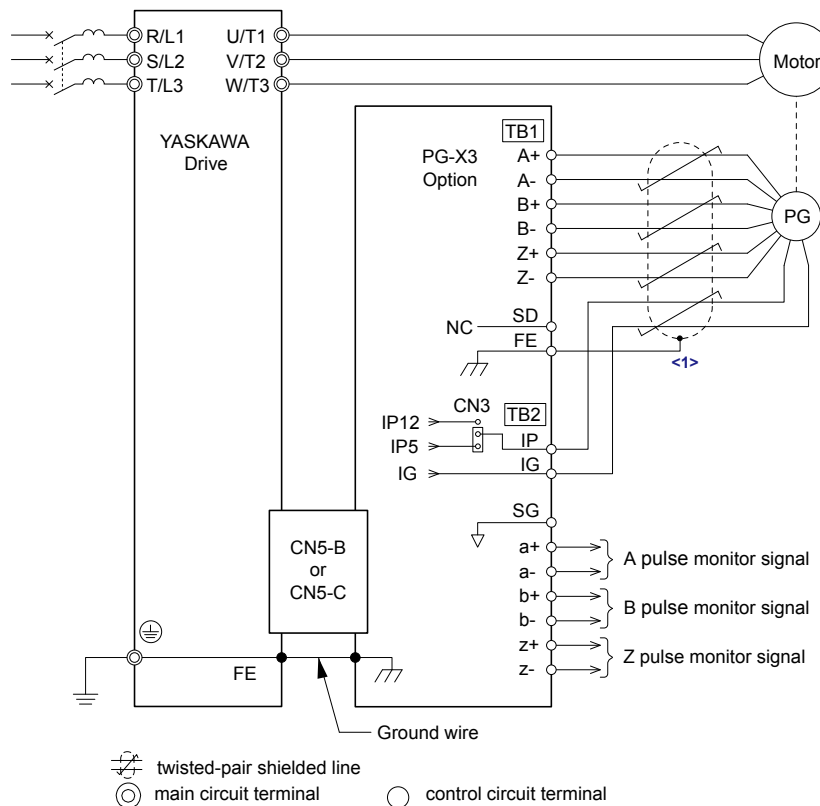 R/L1 U/T1
S/L2 V/T2
T/L3 W/T3
Motor
YASKAWA
Drive
PG-X3
Option
TB1
A+
A-
B+
B-
Z+
Z-
PG
NC SD
FE
<1>
CN3 TB2
IP12
IP5 IP
IG IG
SG
CN5-B
or
CN5-C
a+
a-
A pulse monitor signal
b+
b-
B pulse monitor signal
z+
z-
Z pulse monitor signal
FE
Ground wire
twisted-pair shielded line
main circuit terminal control circuit terminal